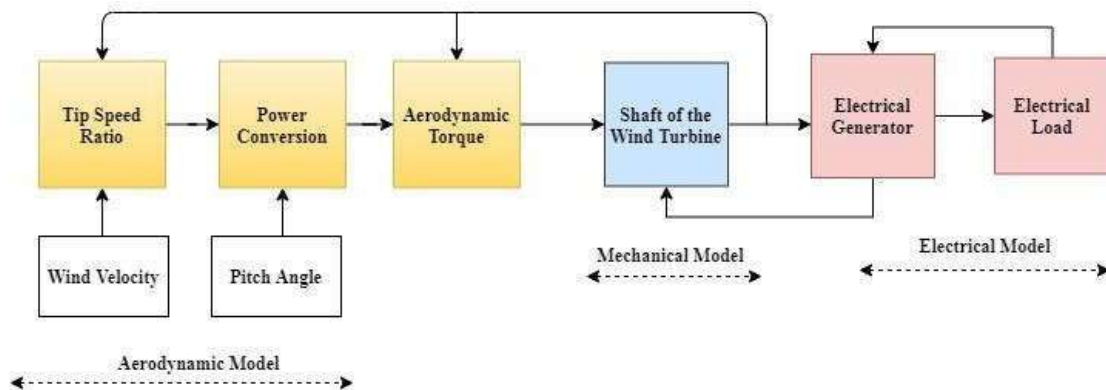 Tip Speed
Ratio
Power
Conversion
Aerodynamic
Torque
Shaft of the
Wind Turbine
Electrical
Generator
Electrical
Load
Wind Velocity
Pitch Angle
Mechanical Model
Electrical Model
Aerodynamic Model